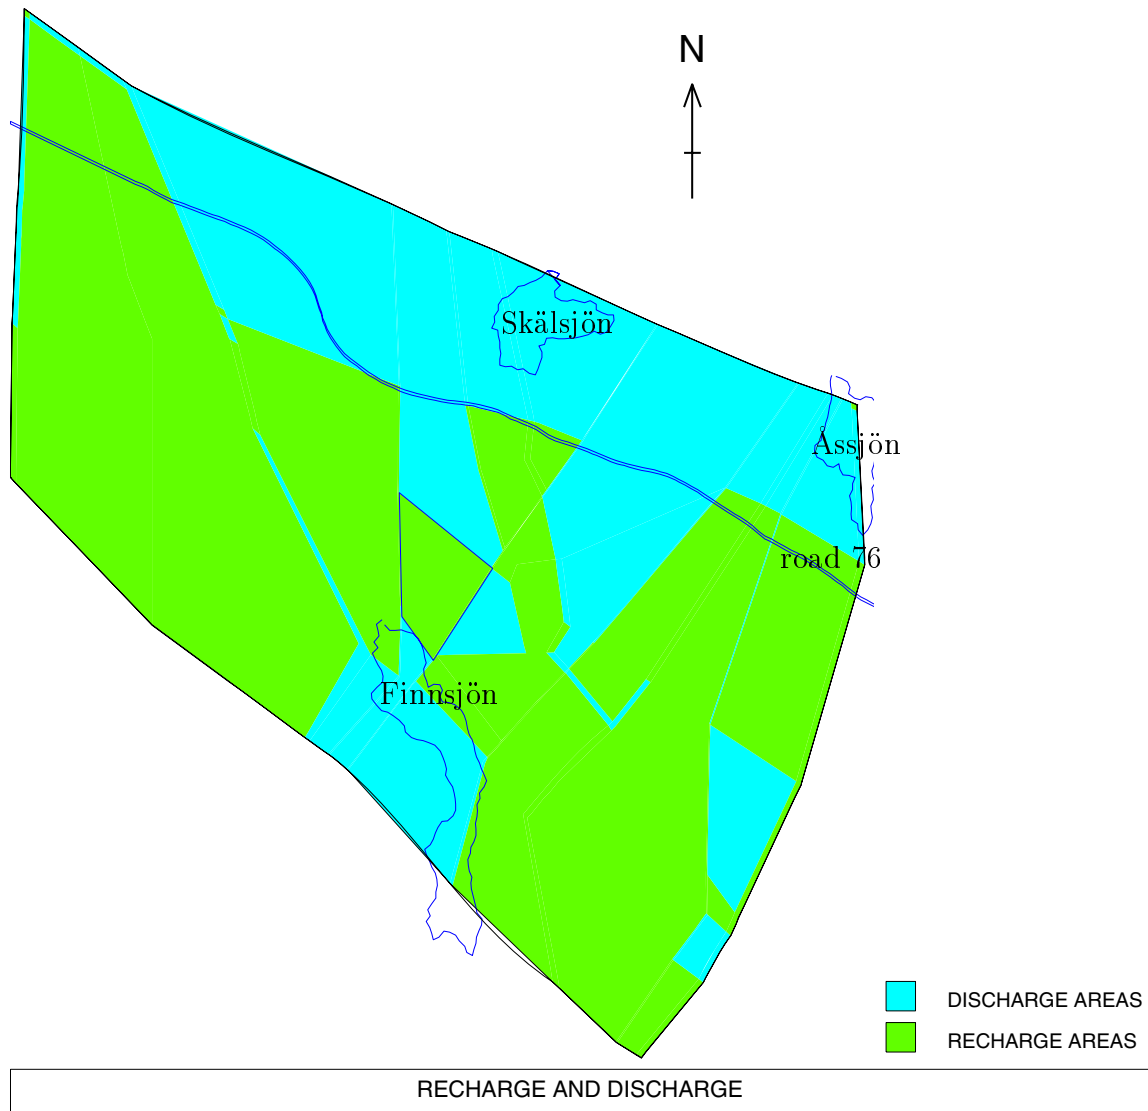 N
Skälsjön
Åssjön
road 76
Finnsjön
DISCHARGE AREAS
RECHARGE AREAS
RECHARGE AND DISCHARGE